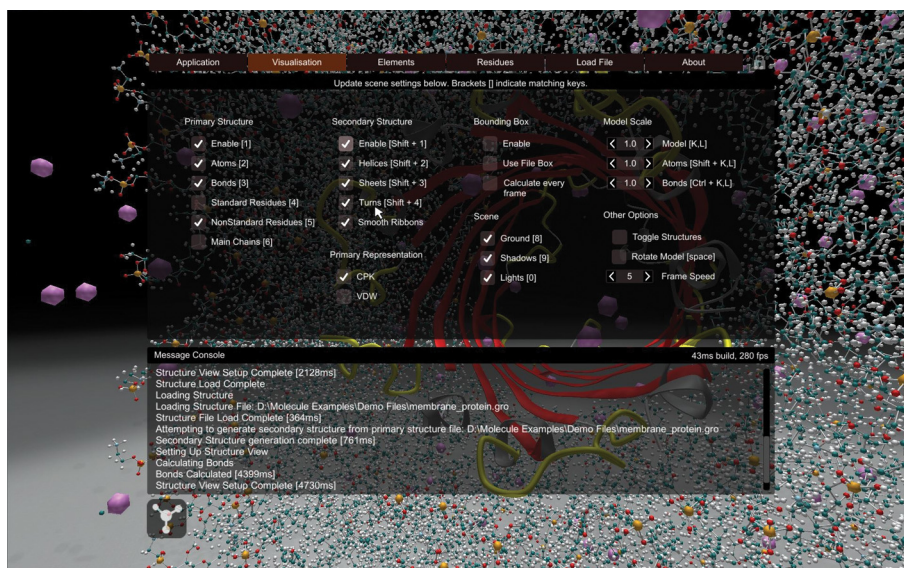 Application Visualisation Elements Residues Load File About
Update scene settings below. Brackets [] indicate matching keys.
Primary Structure
Enable [1]
Atoms [2]
Bonds [3]
Standard Residues [4]
NonStandard Residues [5]
Main Chains [6]
Secondary Structure
Enable [Shift + 1]
Helices [Shift + 2]
Sheets [Shift + 3]
Turns [Shift + 4]
Smooth Ribbons
Primary Representation
CPK
VDW
Bounding Box
Enable
Use File Box
Calculate every
frame
Scene
Ground [8]
Shadows [9]
Lights [0]
Model Scale
1.0 Model [K,L]
1.0 Atoms [Shift + K,L]
1.0 Bonds [Ctrl + K,L]
Other Options
Toggle Structures
Rotate Model [space]
5 Frame Speed
Message Console 43ms build, 280 fps
Structure View Setup Complete [2128ms]
Structure Load Complete
Loading Structure
Loading Structure File: D:\Molecule Examples\Demo Files\membrane_protein.gro
Structure File Load Complete [364ms]
Attempting to generate secondary structure from primary structure file: D:\Molecule Examples\Demo Files\membrane_protein.gro
Secondary Structure generation complete [761ms]
Setting Up Structure View
Calculating Bonds
Bonds Calculated [4399ms]
Structure View Setup Complete [4730ms]